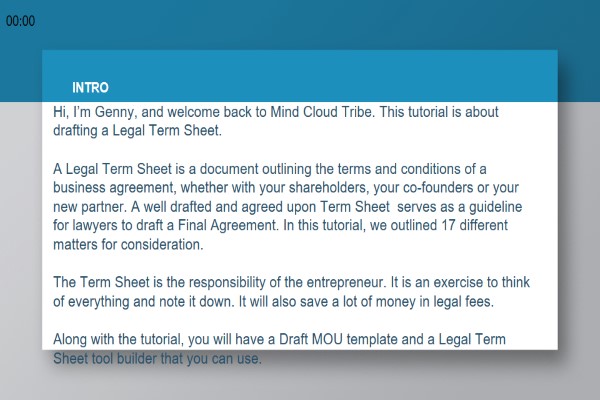 00:00
INTRO
Hi, I'm Genny, and welcome back to Mind Cloud Tribe. This tutorial is about
drafting a Legal Term Sheet.
A Legal Term Sheet is a document outlining the terms and conditions of a
business agreement, whether with your shareholders, your co-founders or your
new partner. A well drafted and agreed upon Term Sheet  serves as a guideline
for lawyers to draft a Final Agreement. In this tutorial, we outlined 17 different
matters for consideration.
The Term Sheet is the responsibility of the entrepreneur. It is an exercise to think
of everything and note it down. It will also save a lot of money in legal fees.
Along with the tutorial, you will have a Draft MOU template and a Legal Term
Sheet tool builder that you can use.